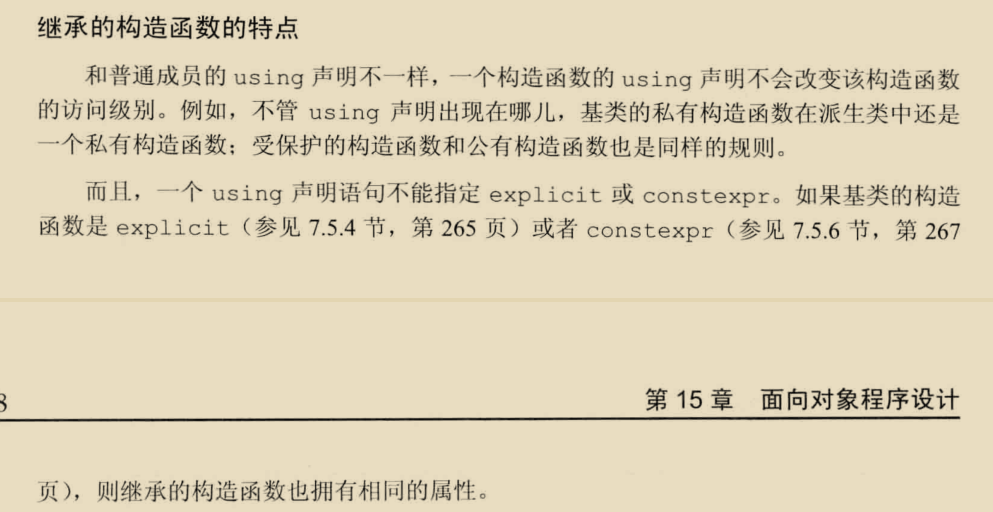 继承的构造函数的特点
和普通成员的 using 声明不一样，一个构造函数的 using 声明不会改变该构造函数
的访问级别。例如，不管 using 声明出现在哪儿，基类的私有构造函数在派生类中还是
一个私有构造函数；受保护的构造函数和公有构造函数也是同样的规则。
而且，一个 using 声明语句不能指定 explicit 或 constexpr。如果基类的构造
函数是 explicit（参见 7.5.4 节，第 265 页）或者 constexpr（参见 7.5.6 节，第 267
8 第 15 章 面向对象程序设计
页），则继承的构造函数也拥有相同的属性。